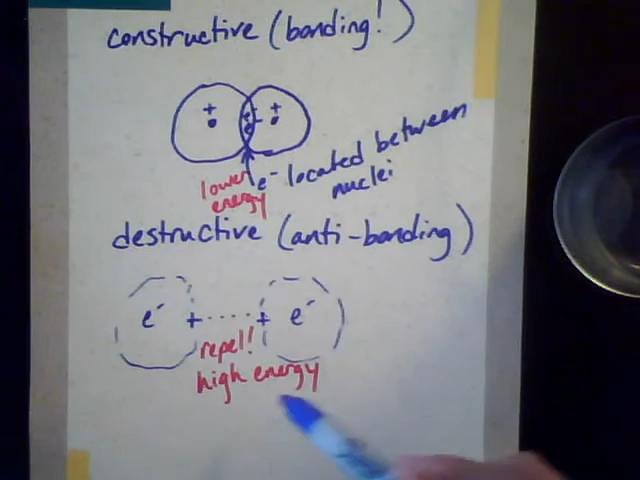 constructive (bonding!)
+ +
e- located between
nuclei
lower
energy
destructive (anti-bonding)
e- + ..... + e-
repel!
high energy